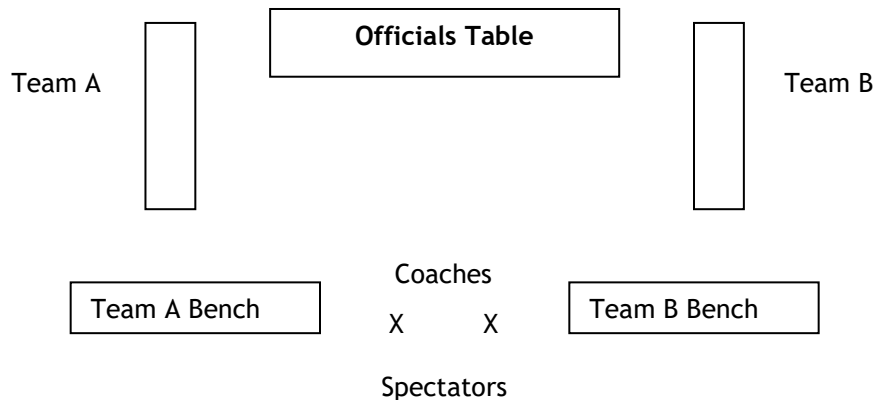 Officials Table
Team A
Team B
Coaches
Team A Bench
Team B Bench
X X
Spectators